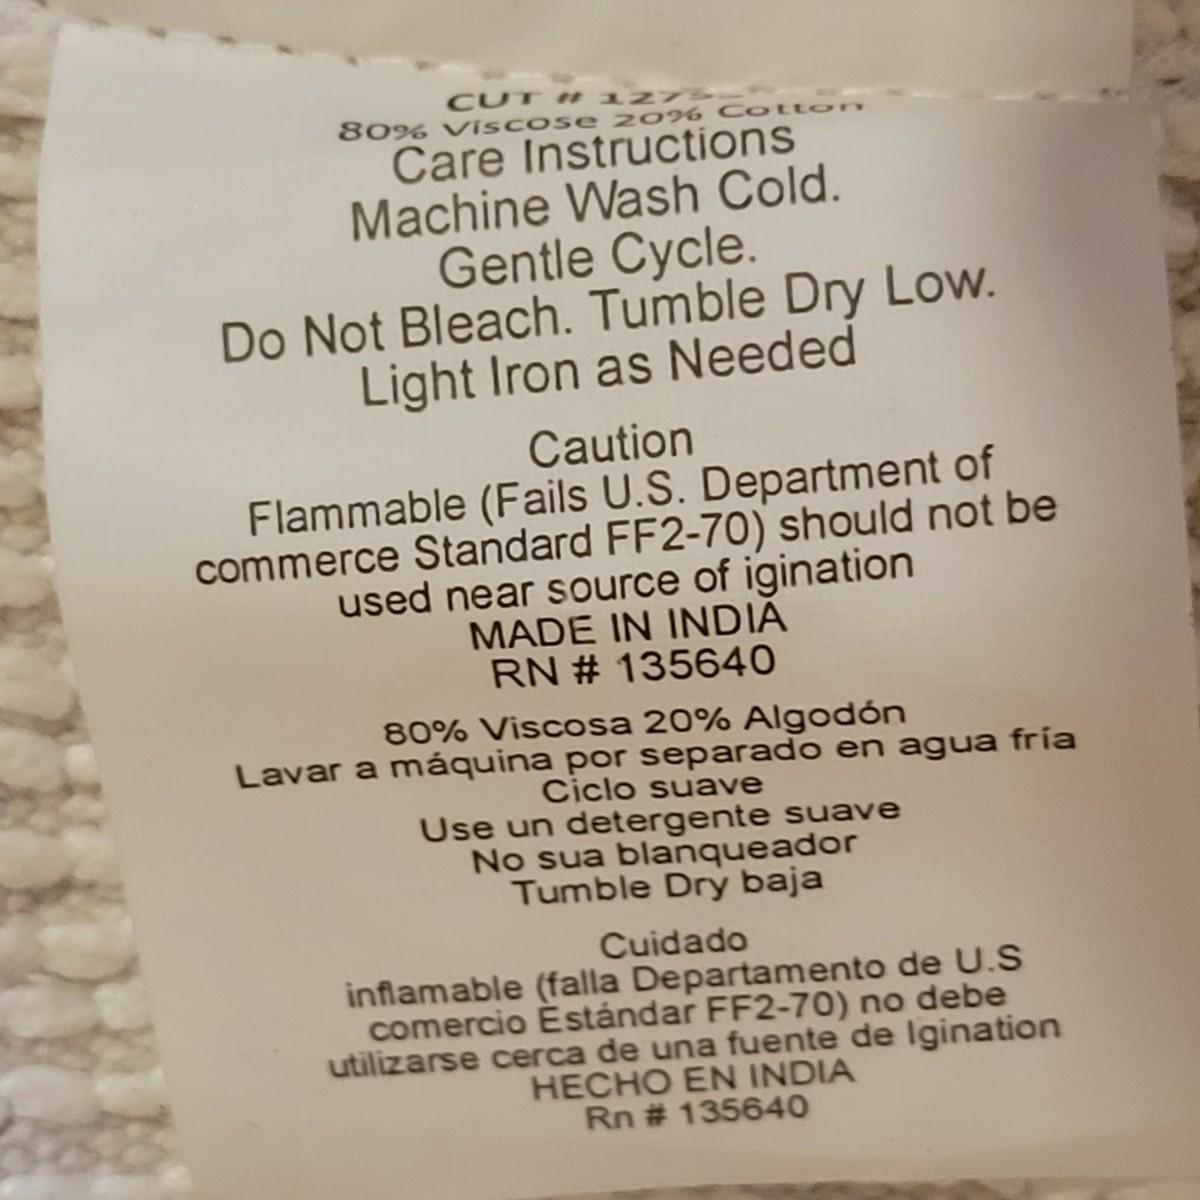 CUT #
80% Viscose 20% Cotton
Care Instructions
Machine Wash Cold.
Gentle Cycle.
Do Not Bleach. Tumble Dry Low.
Light Iron as Needed
Caution
Flammable (Fails U.S. Department of
commerce Standard FF2-70) should not be
used near source of igination
MADE IN INDIA
RN # 135640
80% Viscosa 20% Algodón
Lavar a máquina por separado en agua fría
Ciclo suave
Use un detergente suave
No sua blanqueador
Tumble Dry baja
Cuidado
inflamable (falla Departamento de U.S
comercio Estándar FF2-70) no debe
utilizarse cerca de una fuente de Igination
HECHO EN INDIA
Rn # 135640